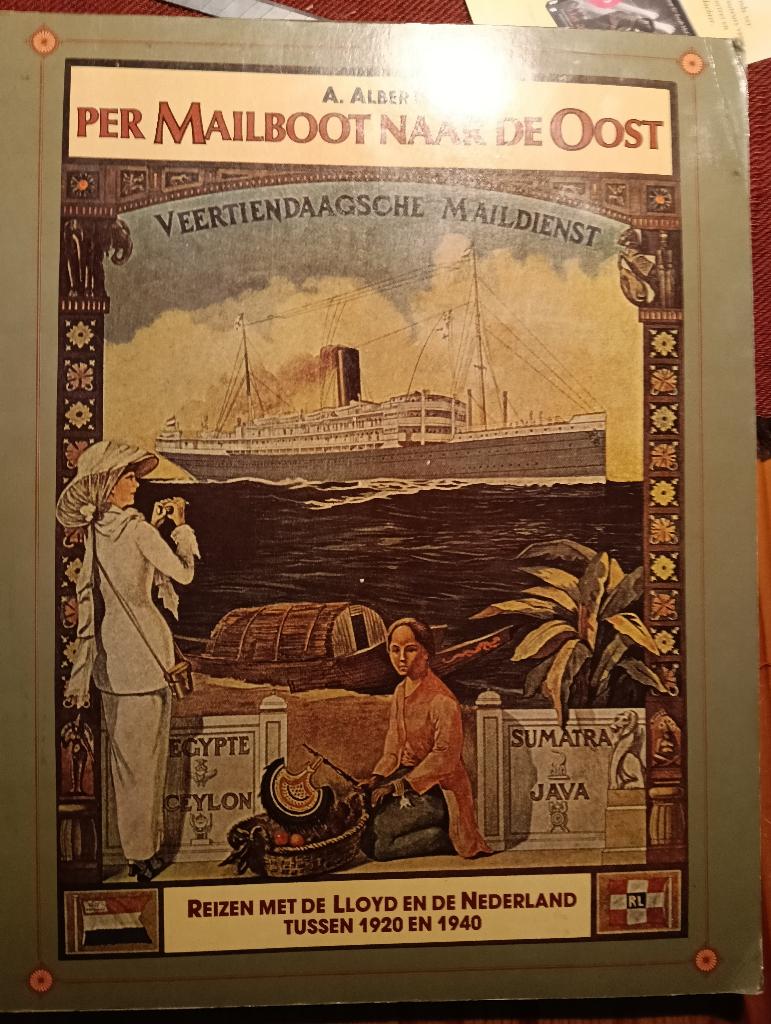 A. ALBER
PER MAILBOOT NAAR DE OOST
VEERTIENDAAGSCHE MAILDIENST
EGYPTE
CEYLON
SUMATRA
JAVA
REIZEN MET DE LLOYD EN DE NEDERLAND
TUSSEN 1920 EN 1940
RL